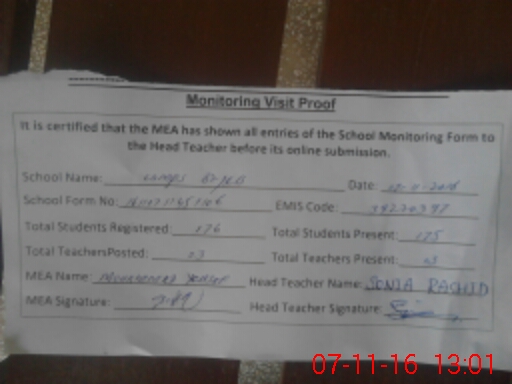 Monitoring Visit Proof
It is certified that the MEA has shown all entries of the School Monitoring Form to
the Head Teacher before its online submission.
School Name: Date:
School Form No: EMIS Code:
Total Students Registered: 176 Total Students Present: 175
Total TeachersPosted: 03 Total Teachers Present: 03
MEA Name: Head Teacher Name: SONIA RASHID
MEA Signature: Head Teacher Signature:
07-11-16 13:01